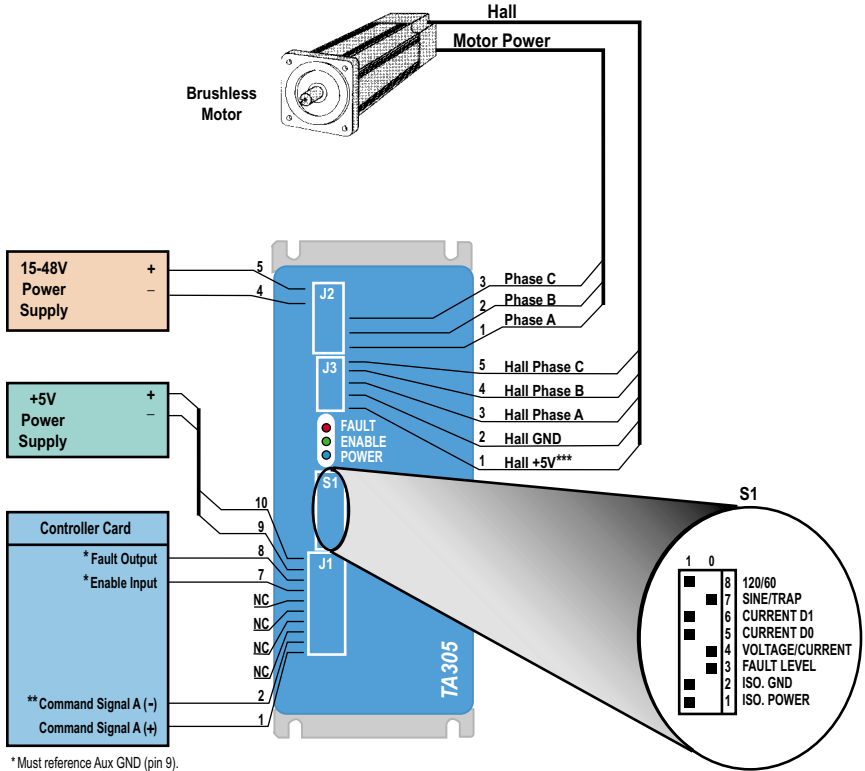 Hall
Motor Power
Brushless
Motor
15-48V +
Power –
Supply
5
4
J2
3 Phase C
2 Phase B
1 Phase A
J3
5 Hall Phase C
4 Hall Phase B
3 Hall Phase A
2 Hall GND
1 Hall +5V***
+5V +
Power –
Supply
FAULT
ENABLE
POWER
S1
10
9
8
7
NC
NC
NC
NC
2
1
J1
TA305
Controller Card
* Fault Output
* Enable Input
** Command Signal A (-)
Command Signal A (+)
S1
1 0
8 120/60
7 SINE/TRAP
6 CURRENT D1
5 CURRENT D0
4 VOLTAGE/CURRENT
3 FAULT LEVEL
2 ISO. GND
1 ISO. POWER
* Must reference Aux GND (pin 9).